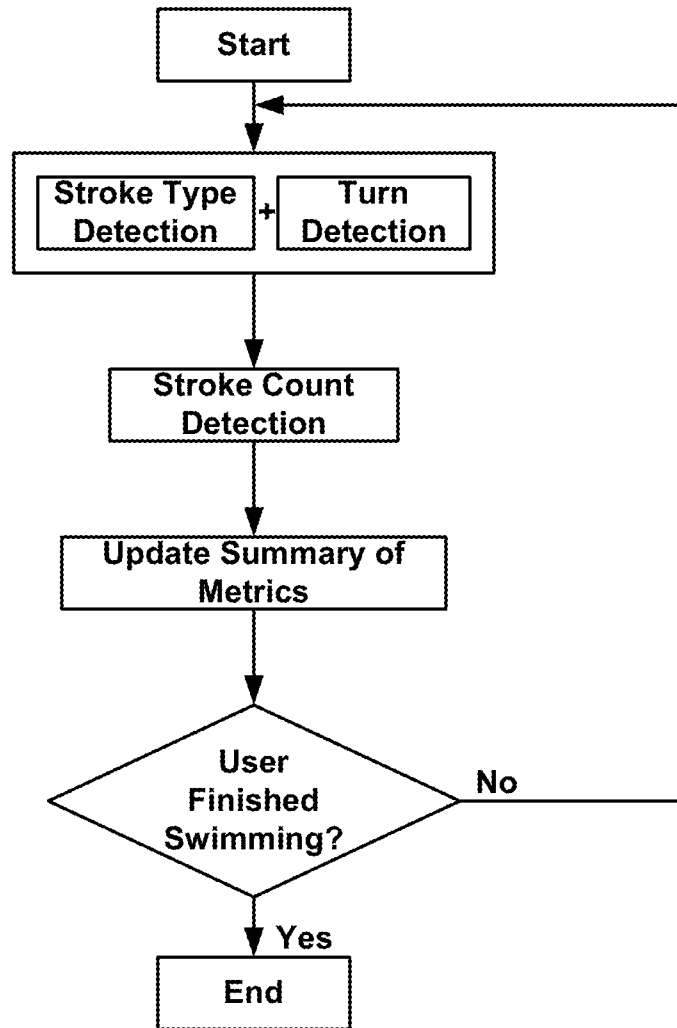 Start
Stroke Type
Detection
+
Turn
Detection
Stroke Count
Detection
Update Summary of
Metrics
User
Finished
Swimming?
No
Yes
End